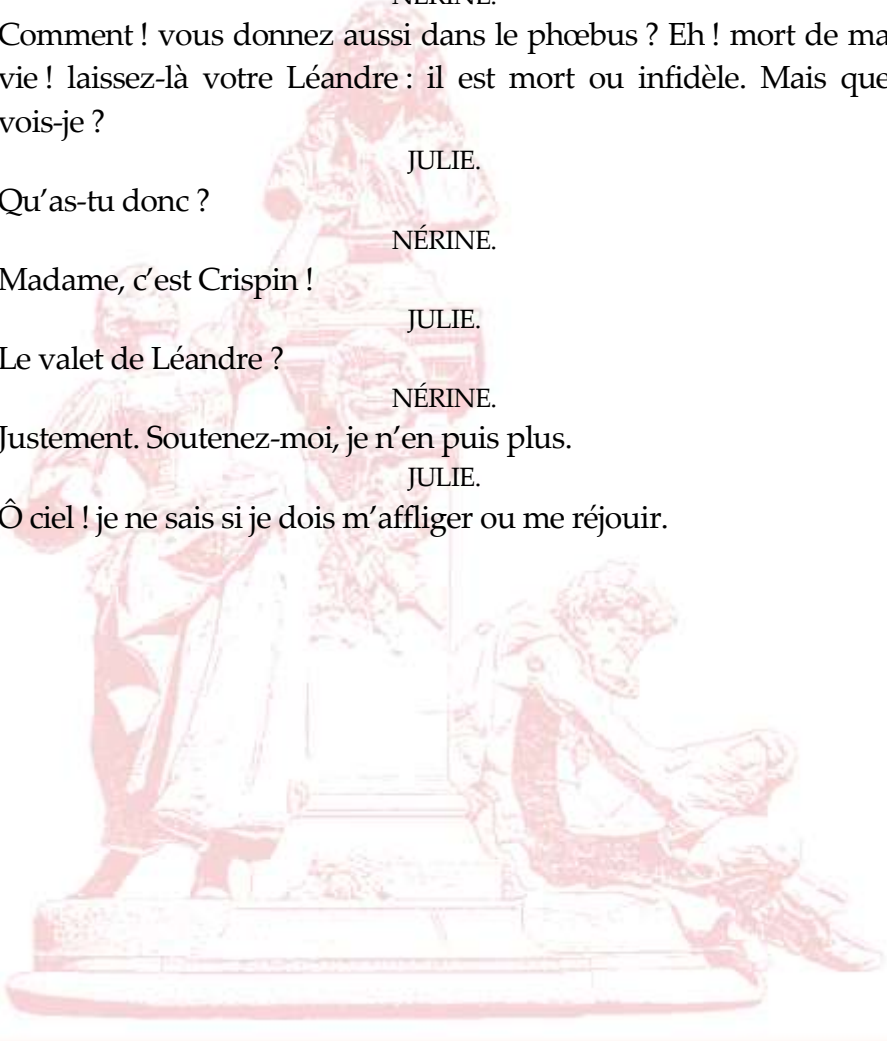 NÉRINE.
Comment ! vous donnez aussi dans le phœbus ? Eh ! mort de ma
vie ! laissez-là votre Léandre : il est mort ou infidèle. Mais que
vois-je ?
JULIE.
Qu’as-tu donc ?
NÉRINE.
Madame, c’est Crispin !
JULIE.
Le valet de Léandre ?
NÉRINE.
Justement. Soutenez-moi, je n’en puis plus.
JULIE.
Ô ciel ! je ne sais si je dois m’affliger ou me réjouir.